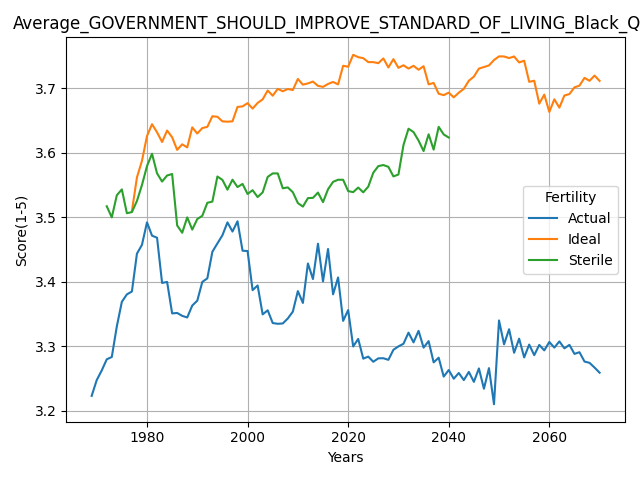 Average_GOVERNMENT_SHOULD_IMPROVE_STANDARD_OF_LIVING_Black_Q
Score(1-5)
3.7
3.6
3.5
3.4
3.3
3.2
Fertility
Actual
Ideal
Sterile
1980 2000 2020 2040 2060
Years